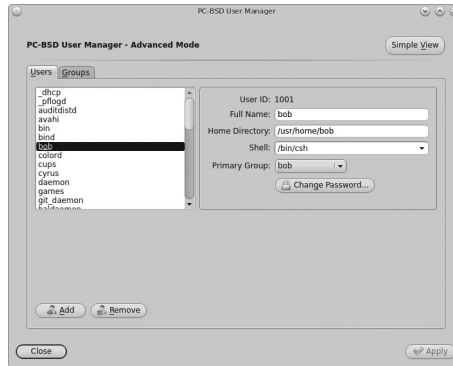 PC-BSD User Manager
PC-BSD User Manager - Advanced Mode
Simple View
Users
Groups
_dhcp
_pflogd
auditdistd
avahi
bin
bind
bob
colord
cups
cyrus
daemon
games
git_daemon
haldaemon
User ID: 1001
Full Name: bob
Home Directory: /usr/home/bob
Shell: /bin/csh
Primary Group: bob
Change Password...
Add
Remove
Close
Apply